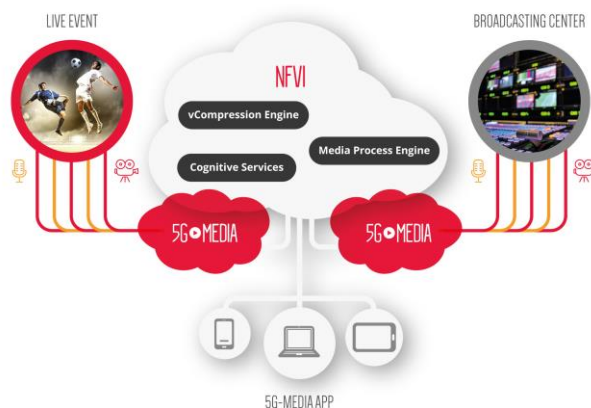 LIVE EVENT
BROADCASTING CENTER
NFVI
vCompression Engine
Media Process Engine
Cognitive Services
5G MEDIA
5G MEDIA
5G-MEDIA APP